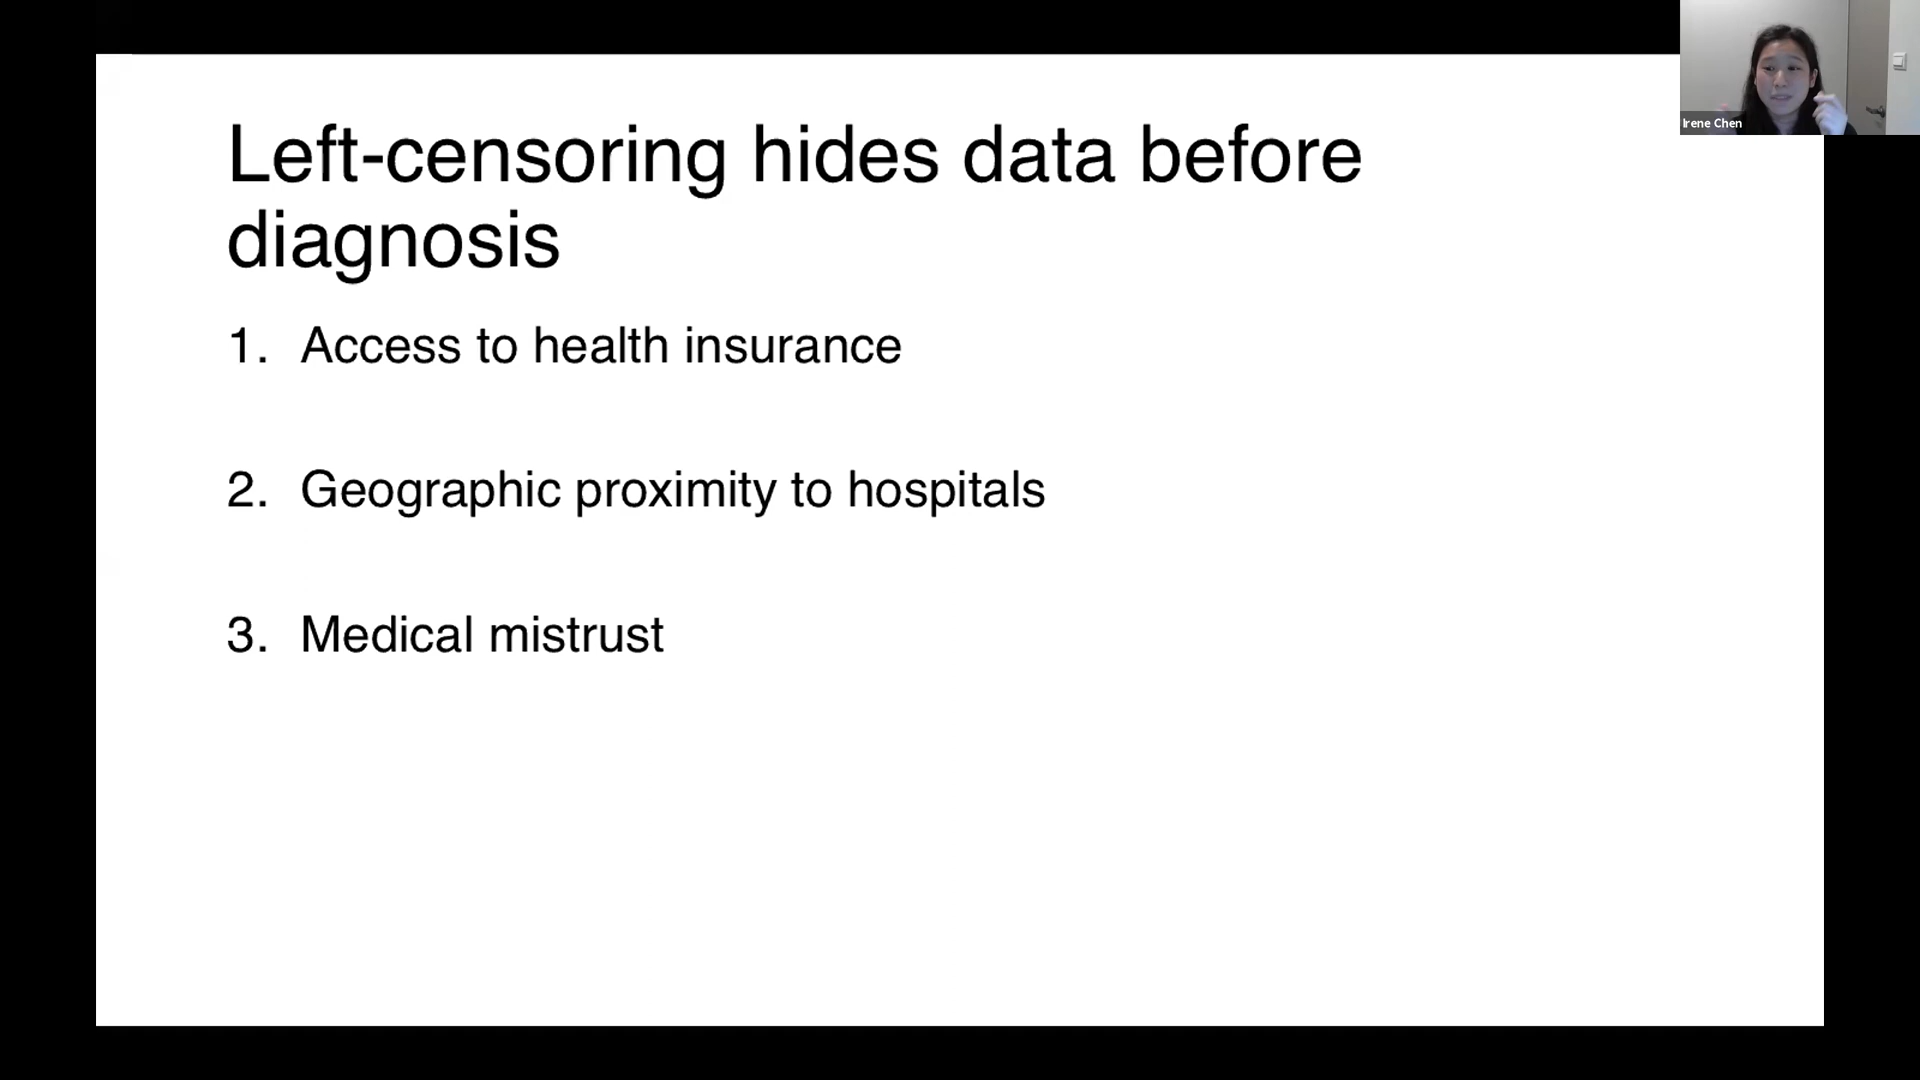 Irene Chen
Left-censoring hides data before
diagnosis
1. Access to health insurance
2. Geographic proximity to hospitals
3. Medical mistrust